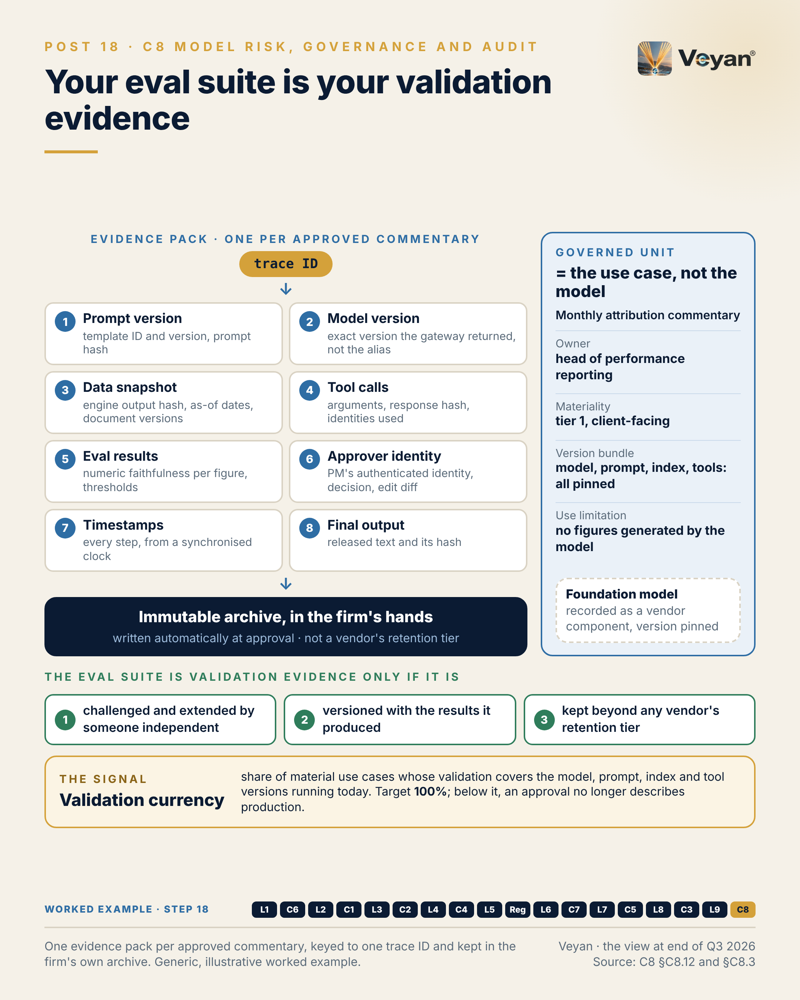 POST 18 · C8 MODEL RISK, GOVERNANCE AND AUDIT
Veyan®
Your eval suite is your validation
evidence
EVIDENCE PACK · ONE PER APPROVED COMMENTARY
trace ID
↓
1
Prompt version
template ID and version, prompt
hash
2
Model version
exact version the gateway returned,
not the alias
3
Data snapshot
engine output hash, as-of dates,
document versions
4
Tool calls
arguments, response hash,
identities used
5
Eval results
numeric faithfulness per figure,
thresholds
6
Approver identity
PM's authenticated identity,
decision, edit diff
7
Timestamps
every step, from a synchronised
clock
8
Final output
released text and its hash
↓
Immutable archive, in the firm's hands
written automatically at approval · not a vendor's retention tier
GOVERNED UNIT
= the use case, not the
model
Monthly attribution commentary
Owner
head of performance
reporting
Materiality
tier 1, client-facing
Version bundle
model, prompt, index, tools:
all pinned
Use limitation
no figures generated by the
model
Foundation model
recorded as a vendor
component, version pinned
THE EVAL SUITE IS VALIDATION EVIDENCE ONLY IF IT IS
1
challenged and extended by
someone independent
2
versioned with the results it
produced
3
kept beyond any vendor's
retention tier
THE SIGNAL
Validation currency
share of material use cases whose validation covers the model, prompt, index and tool
versions running today. Target 100%; below it, an approval no longer describes
production.
WORKED EXAMPLE · STEP 18
L1 C6 L2 C1 L3 C2 L4 C4 L5 Reg L6 C7 L7 C5 L8 C3 L9 C8
One evidence pack per approved commentary, keyed to one trace ID and kept in the
firm's own archive. Generic, illustrative worked example.
Veyan · the view at end of Q3 2026
Source: C8 §C8.12 and §C8.3